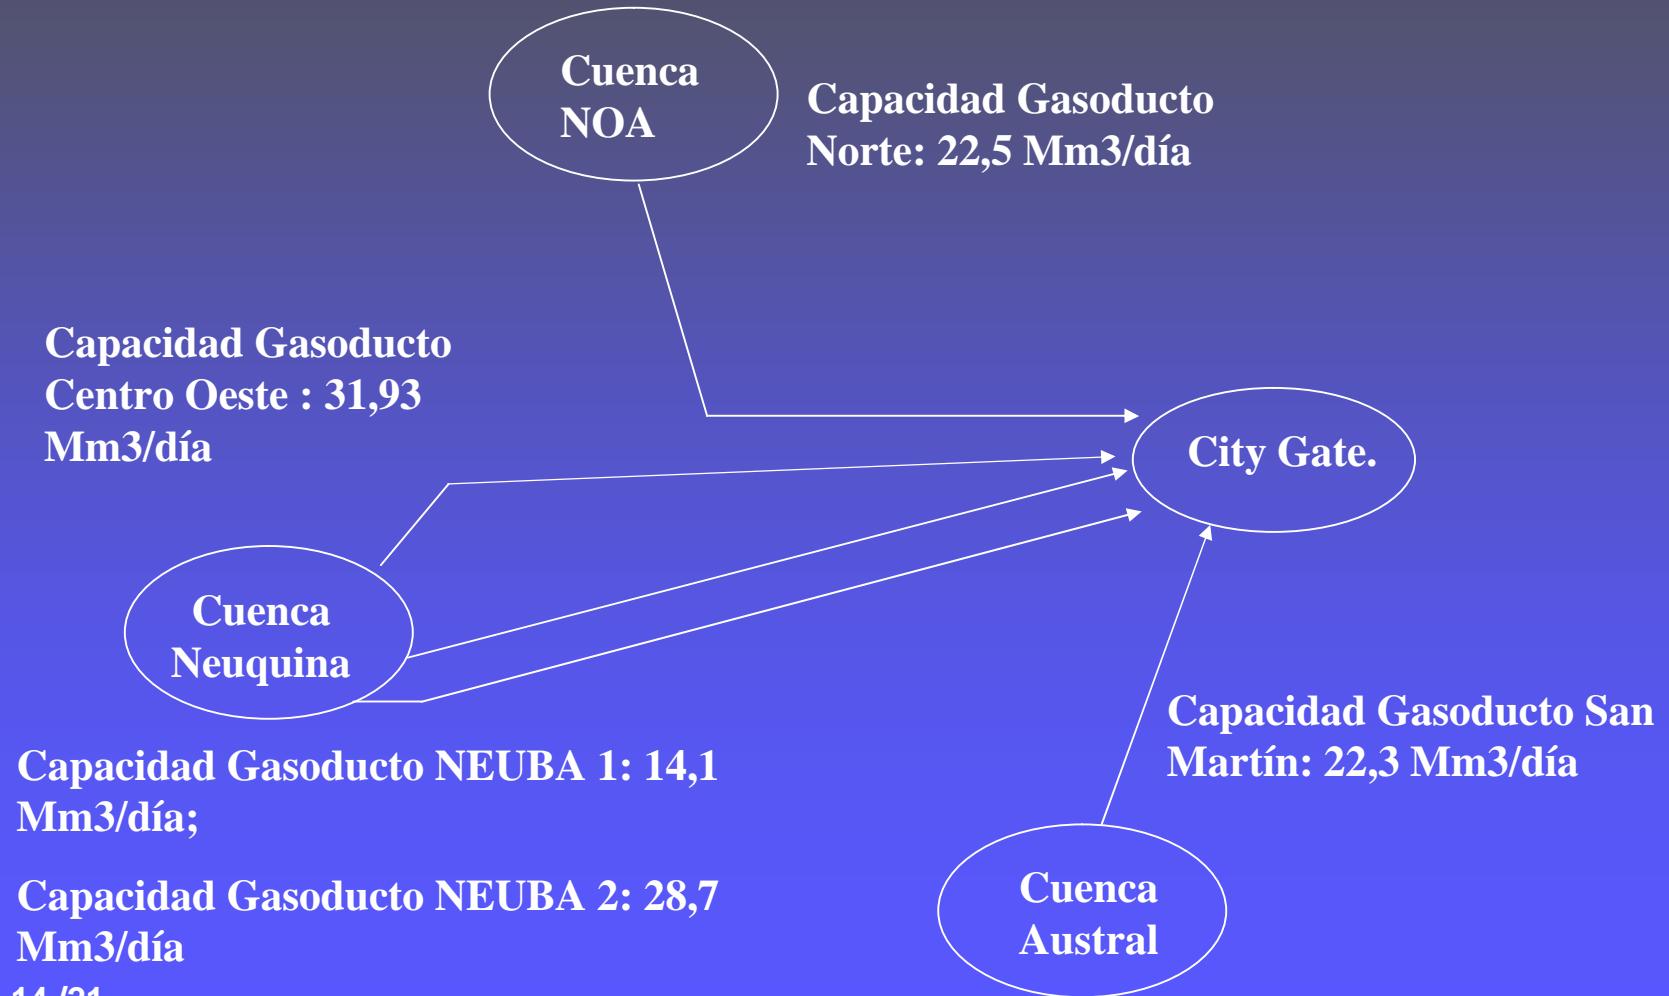 Cuenca
NOA
Capacidad Gasoducto
Norte: 22,5 Mm3/día
Capacidad Gasoducto
Centro Oeste : 31,93
Mm3/día
City Gate.
Cuenca
Neuquina
Capacidad Gasoducto San
Martín: 22,3 Mm3/día
Capacidad Gasoducto NEUBA 1: 14,1
Mm3/día;
Capacidad Gasoducto NEUBA 2: 28,7
Mm3/día
Cuenca
Austral
14 /31